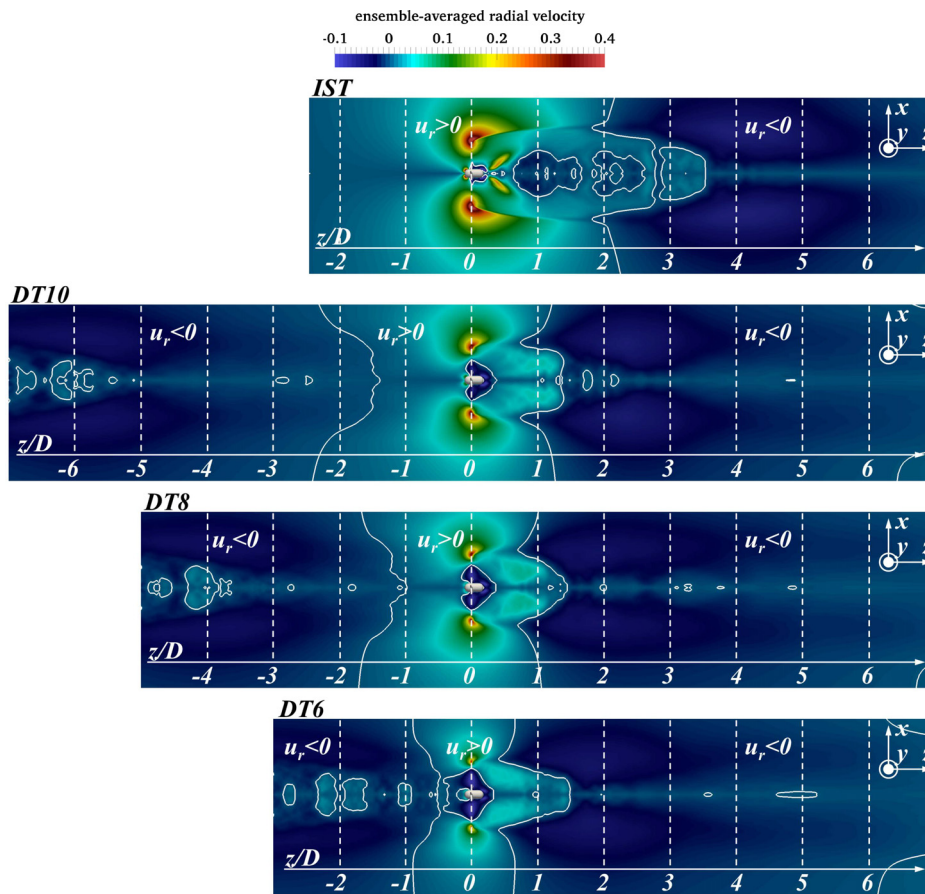 ensemble-averaged radial velocity
-0.1 0 0.1 0.2 0.3 0.4
IST
u_r>0 u_r<0 x
y z
z/D
-2 -1 0 1 2 3 4 5 6
DT10
u_r<0 u_r>0 u_r<0 x
y z
z/D
-6 -5 -4 -3 -2 -1 0 1 2 3 4 5 6
DT8
u_r<0 u_r>0 u_r<0 x
y z
z/D
-4 -3 -2 -1 0 1 2 3 4 5 6
DT6
u_r<0 u_r>0 u_r<0 x
y z
z/D
-2 -1 0 1 2 3 4 5 6